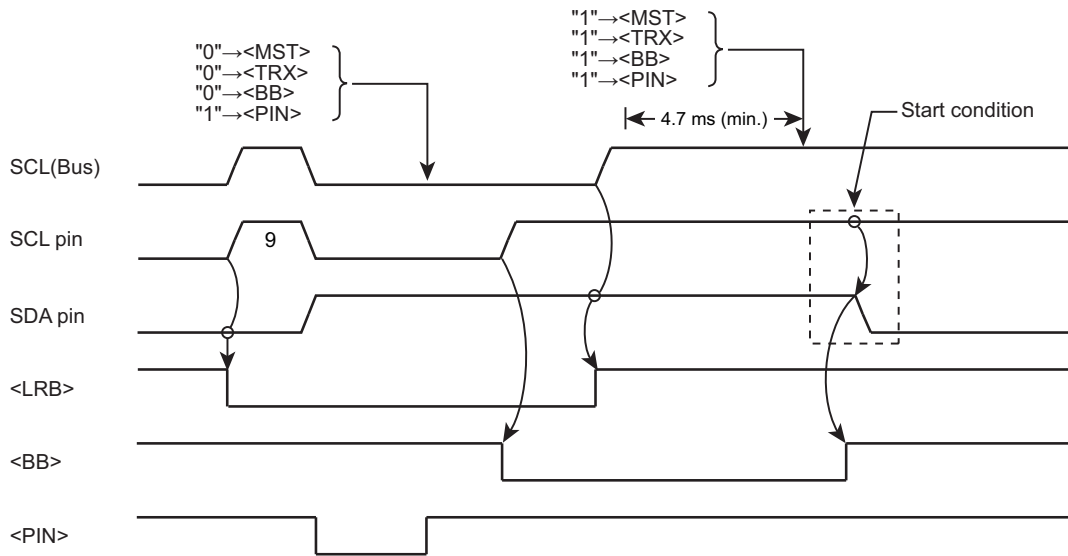 "0"→<MST>
"0"→<TRX>
"0"→<BB>
"1"→<PIN>
"1"→<MST>
"1"→<TRX>
"1"→<BB>
"1"→<PIN>
4.7 ms (min.)
Start condition
SCL(Bus)
SCL pin
9
SDA pin
<LRB>
<BB>
<PIN>